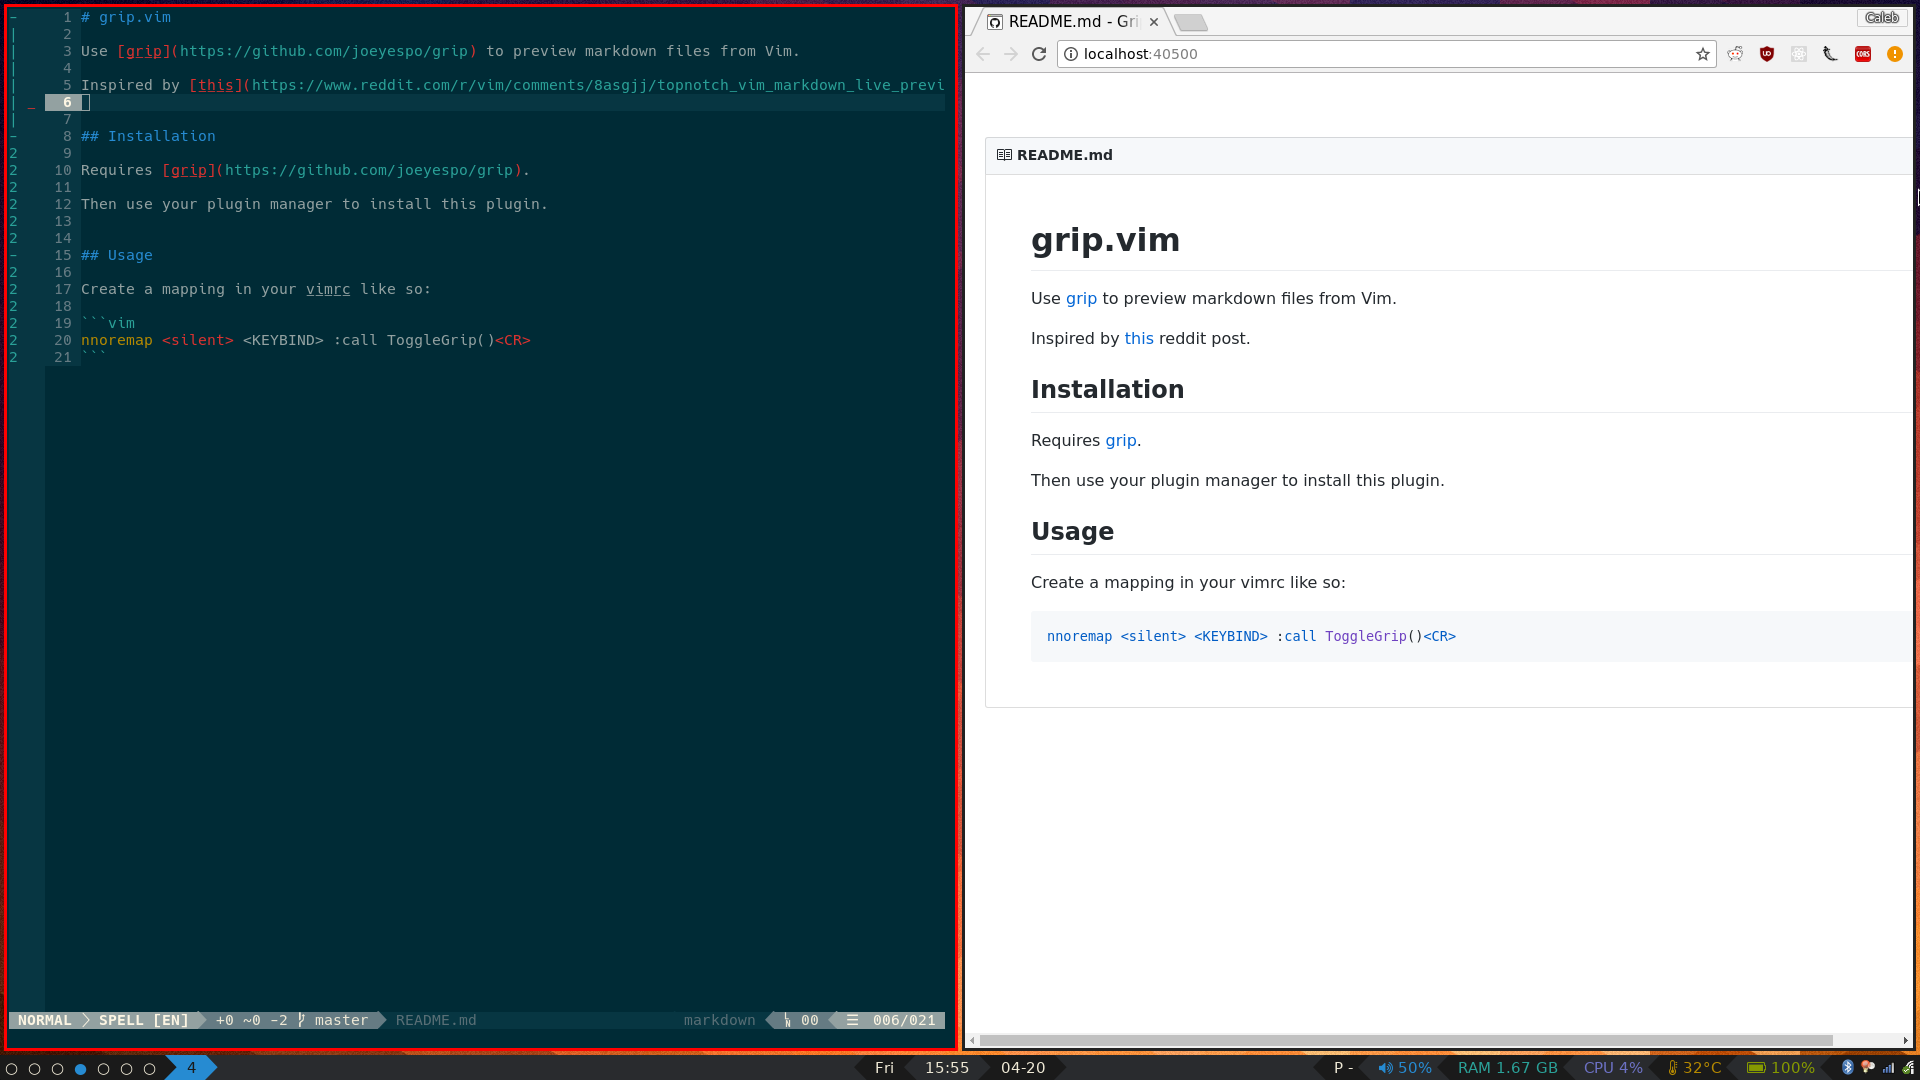 1 # grip.vim
2
3 Use [grip](https://github.com/joeyespo/grip) to preview markdown files from Vim.
4
5 Inspired by [this](https://www.reddit.com/r/vim/comments/8asgjj/topnotch_vim_markdown_live_previ
6
7
8 ## Installation
2 9
2 10 Requires [grip](https://github.com/joeyespo/grip).
2 11
2 12 Then use your plugin manager to install this plugin.
2 13
2 14
15 ## Usage
2 16
2 17 Create a mapping in your vimrc like so:
2 18
2 19 ```vim
2 20 nnoremap <silent> <KEYBIND> :call ToggleGrip()<CR>
2 21 ```
NORMAL SPELL [EN] +0 ~0 -2 master README.md markdown 00 006/021
README.md - Gri
Caleb
localhost:40500
CORS
README.md
grip.vim
Use grip to preview markdown files from Vim.
Inspired by this reddit post.
Installation
Requires grip.
Then use your plugin manager to install this plugin.
Usage
Create a mapping in your vimrc like so:
nnoremap <silent> <KEYBIND> :call ToggleGrip()<CR>
4 Fri 15:55 04-20 P - 50% RAM 1.67 GB CPU 4% 32°C 100%